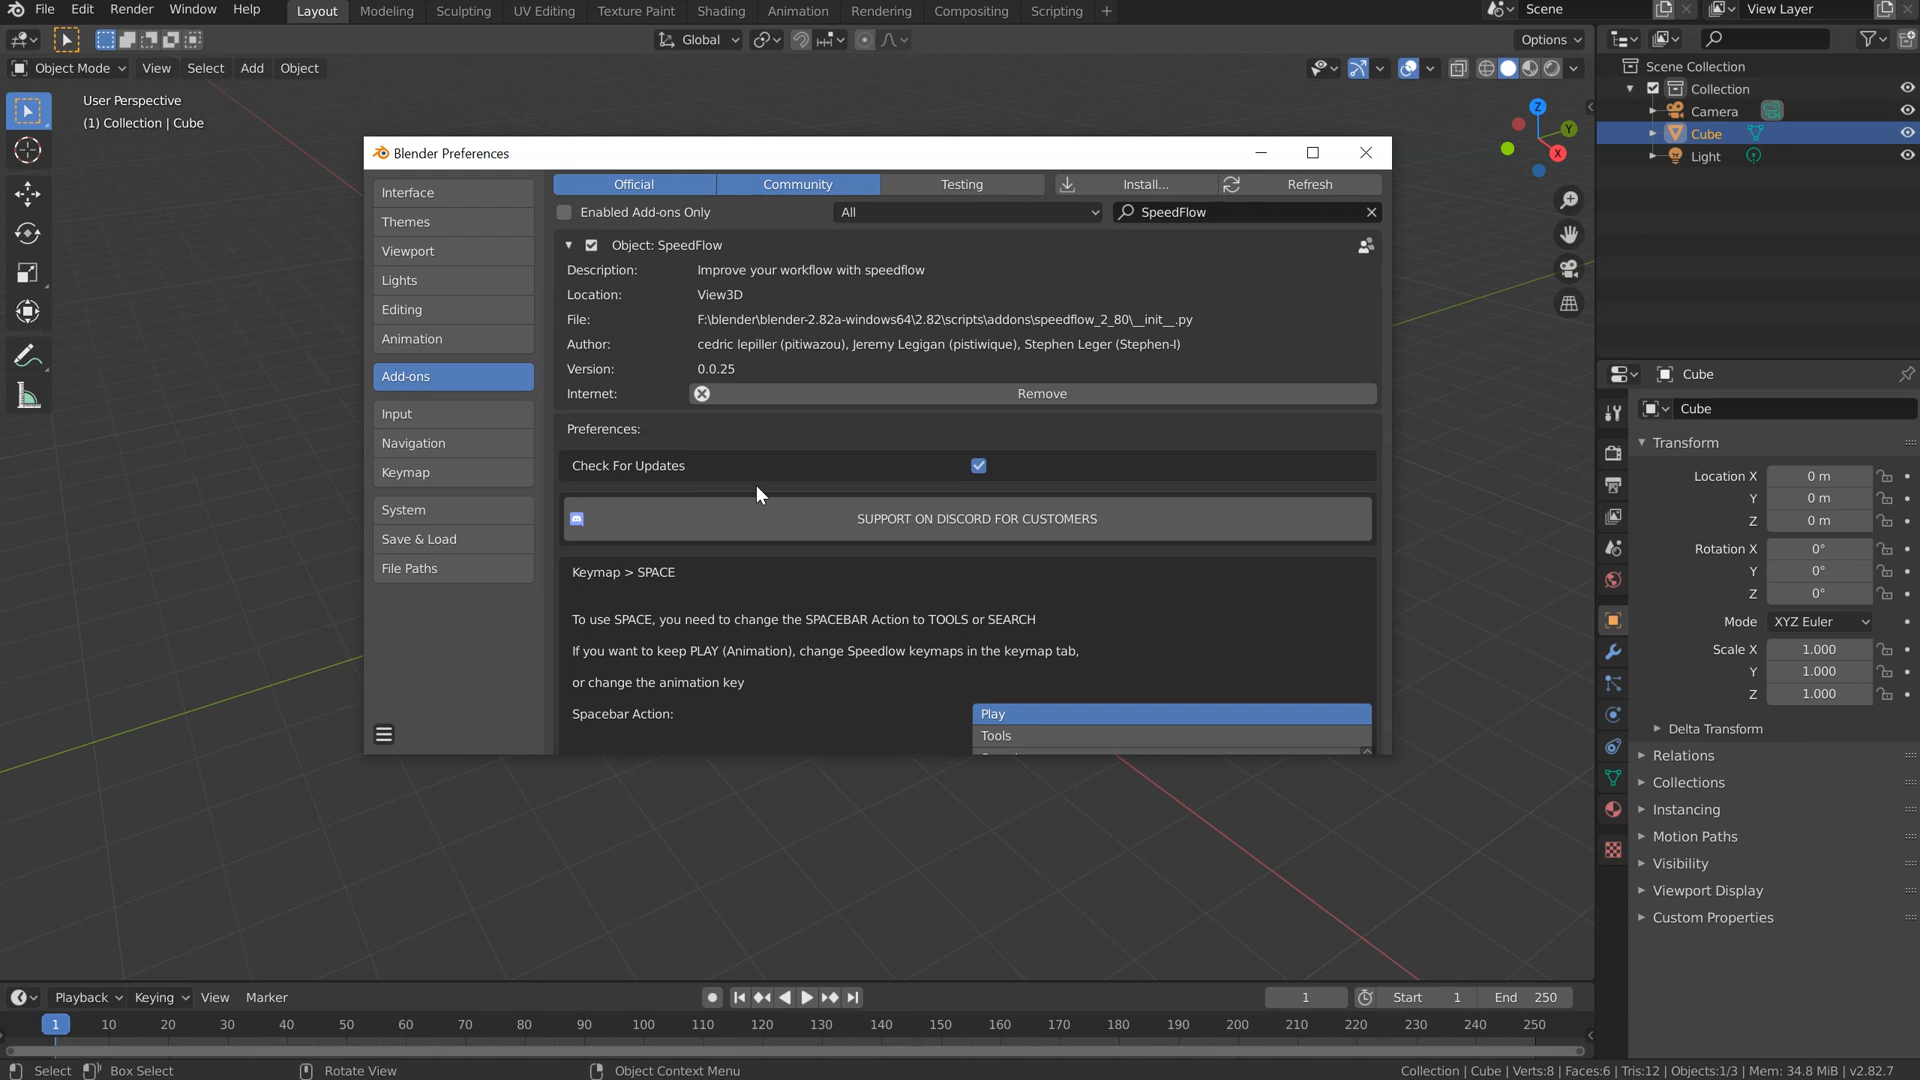 File Edit Render Window Help Layout Modeling Sculpting UV Editing Texture Paint Shading Animation Rendering Compositing Scripting + Scene View Layer
Global Options
Object Mode View Select Add Object
User Perspective
(1) Collection | Cube
Z
Y
X
Scene Collection
Collection
Camera
Cube
Light
Blender Preferences
Interface
Themes
Viewport
Lights
Editing
Animation
Add-ons
Input
Navigation
Keymap
System
Save & Load
File Paths
Official Community Testing Install... Refresh
Enabled Add-ons Only All SpeedFlow
Object: SpeedFlow
Description: Improve your workflow with speedflow
Location: View3D
File: F:\blender\blender-2.82a-windows64\2.82\scripts\addons\speedflow_2_80\__init__.py
Author: cedric lepiller (pitiwazou), Jeremy Legigan (pistiwique), Stephen Leger (Stephen-l)
Version: 0.0.25
Internet: Remove
Preferences:
Check For Updates
SUPPORT ON DISCORD FOR CUSTOMERS
Keymap > SPACE
To use SPACE, you need to change the SPACEBAR Action to TOOLS or SEARCH
If you want to keep PLAY (Animation), change Speedlow keymaps in the keymap tab,
or change the animation key
Spacebar Action: Play
Tools
Cube
Cube
Transform
Location X 0 m
Y 0 m
Z 0 m
Rotation X 0°
Y 0°
Z 0°
Mode XYZ Euler
Scale X 1.000
Y 1.000
Z 1.000
Delta Transform
Relations
Collections
Instancing
Motion Paths
Visibility
Viewport Display
Custom Properties
Playback Keying View Marker 1 Start 1 End 250
1 10 20 30 40 50 60 70 80 90 100 110 120 130 140 150 160 170 180 190 200 210 220 230 240 250
Select Box Select Rotate View Object Context Menu Collection | Cube | Verts:8 | Faces:6 | Tris:12 | Objects:1/3 | Mem: 34.8 MiB | v2.82.7